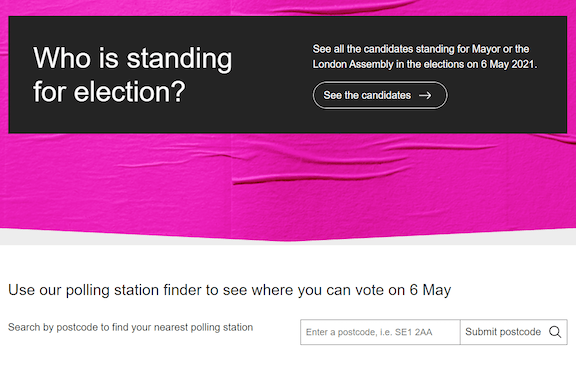 Who is standing
for election?
See all the candidates standing for Mayor or the
London Assembly in the elections on 6 May 2021.
See the candidates
Use our polling station finder to see where you can vote on 6 May
Search by postcode to find your nearest polling station
Enter a postcode, i.e. SE1 2AA
Submit postcode